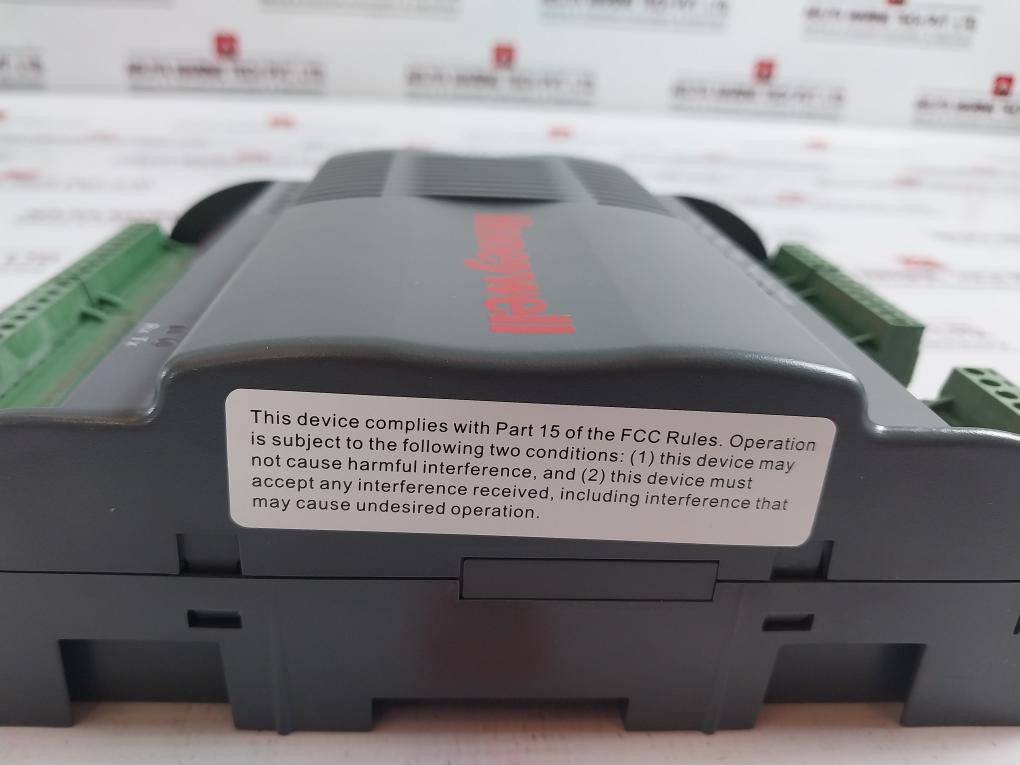 Honeywell
Rx Tx
This device complies with Part 15 of the FCC Rules. Operation
is subject to the following two conditions: (1) this device may
not cause harmful interference, and (2) this device must
accept any interference received, including interference that
may cause undesired operation.